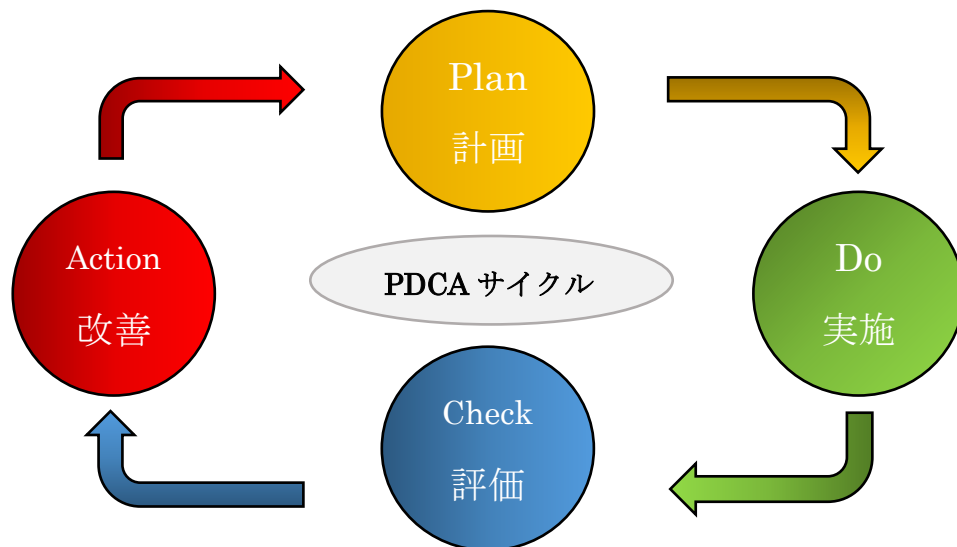 Plan
計画
Do
実施
Check
評価
Action
改善
PDCA サイクル